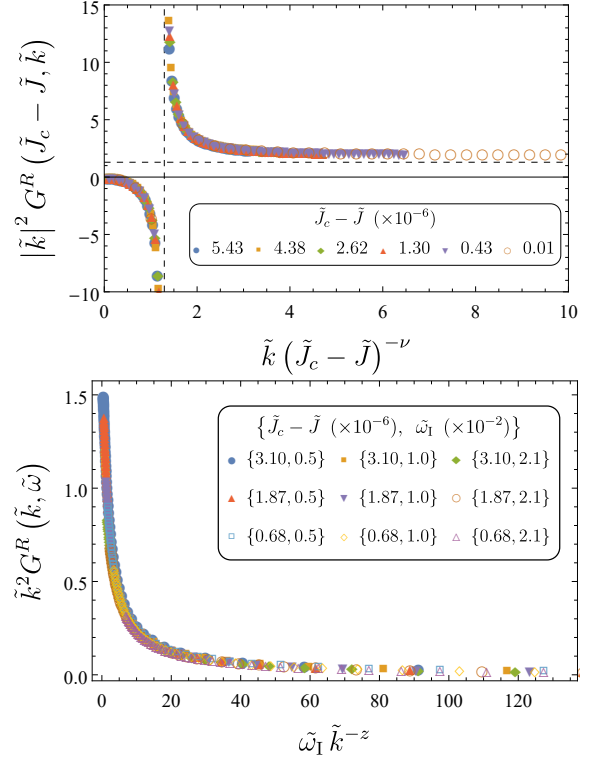 15
10
5
0
−5
−10
|k̃|² G^R (J̃_c − J̃, k̃)
J̃_c − J̃ (×10⁻⁶)
5.43 4.38 2.62 1.30 0.43 0.01
0 2 4 6 8 10
k̃ (J̃_c − J̃)^{−ν}
1.5
1.0
0.5
0.0
k̃² G^R (k̃, ω̃)
{J̃_c − J̃ (×10⁻⁶), ω̃_I (×10⁻²)}
{3.10, 0.5} {3.10, 1.0} {3.10, 2.1}
{1.87, 0.5} {1.87, 1.0} {1.87, 2.1}
{0.68, 0.5} {0.68, 1.0} {0.68, 2.1}
0 20 40 60 80 100 120
ω̃_I k̃^{−z}